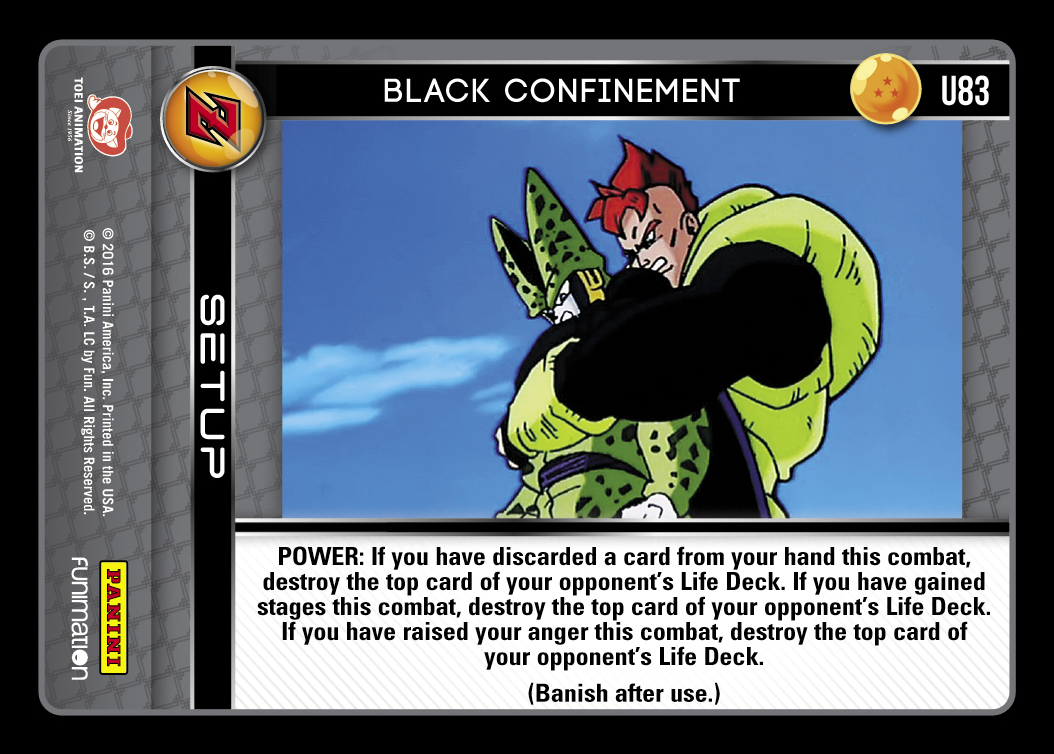 BLACK CONFINEMENT
U83
TOEI ANIMATION
Since 1956
© 2016 Panini America, Inc. Printed in the USA.
© B.S. / S. , T.A. LC by Fun. All Rights Reserved.
PANINI
FUNIMATION
Z
SETUP
POWER: If you have discarded a card from your hand this combat,
destroy the top card of your opponent’s Life Deck. If you have gained
stages this combat, destroy the top card of your opponent’s Life Deck.
If you have raised your anger this combat, destroy the top card of
your opponent’s Life Deck.
(Banish after use.)